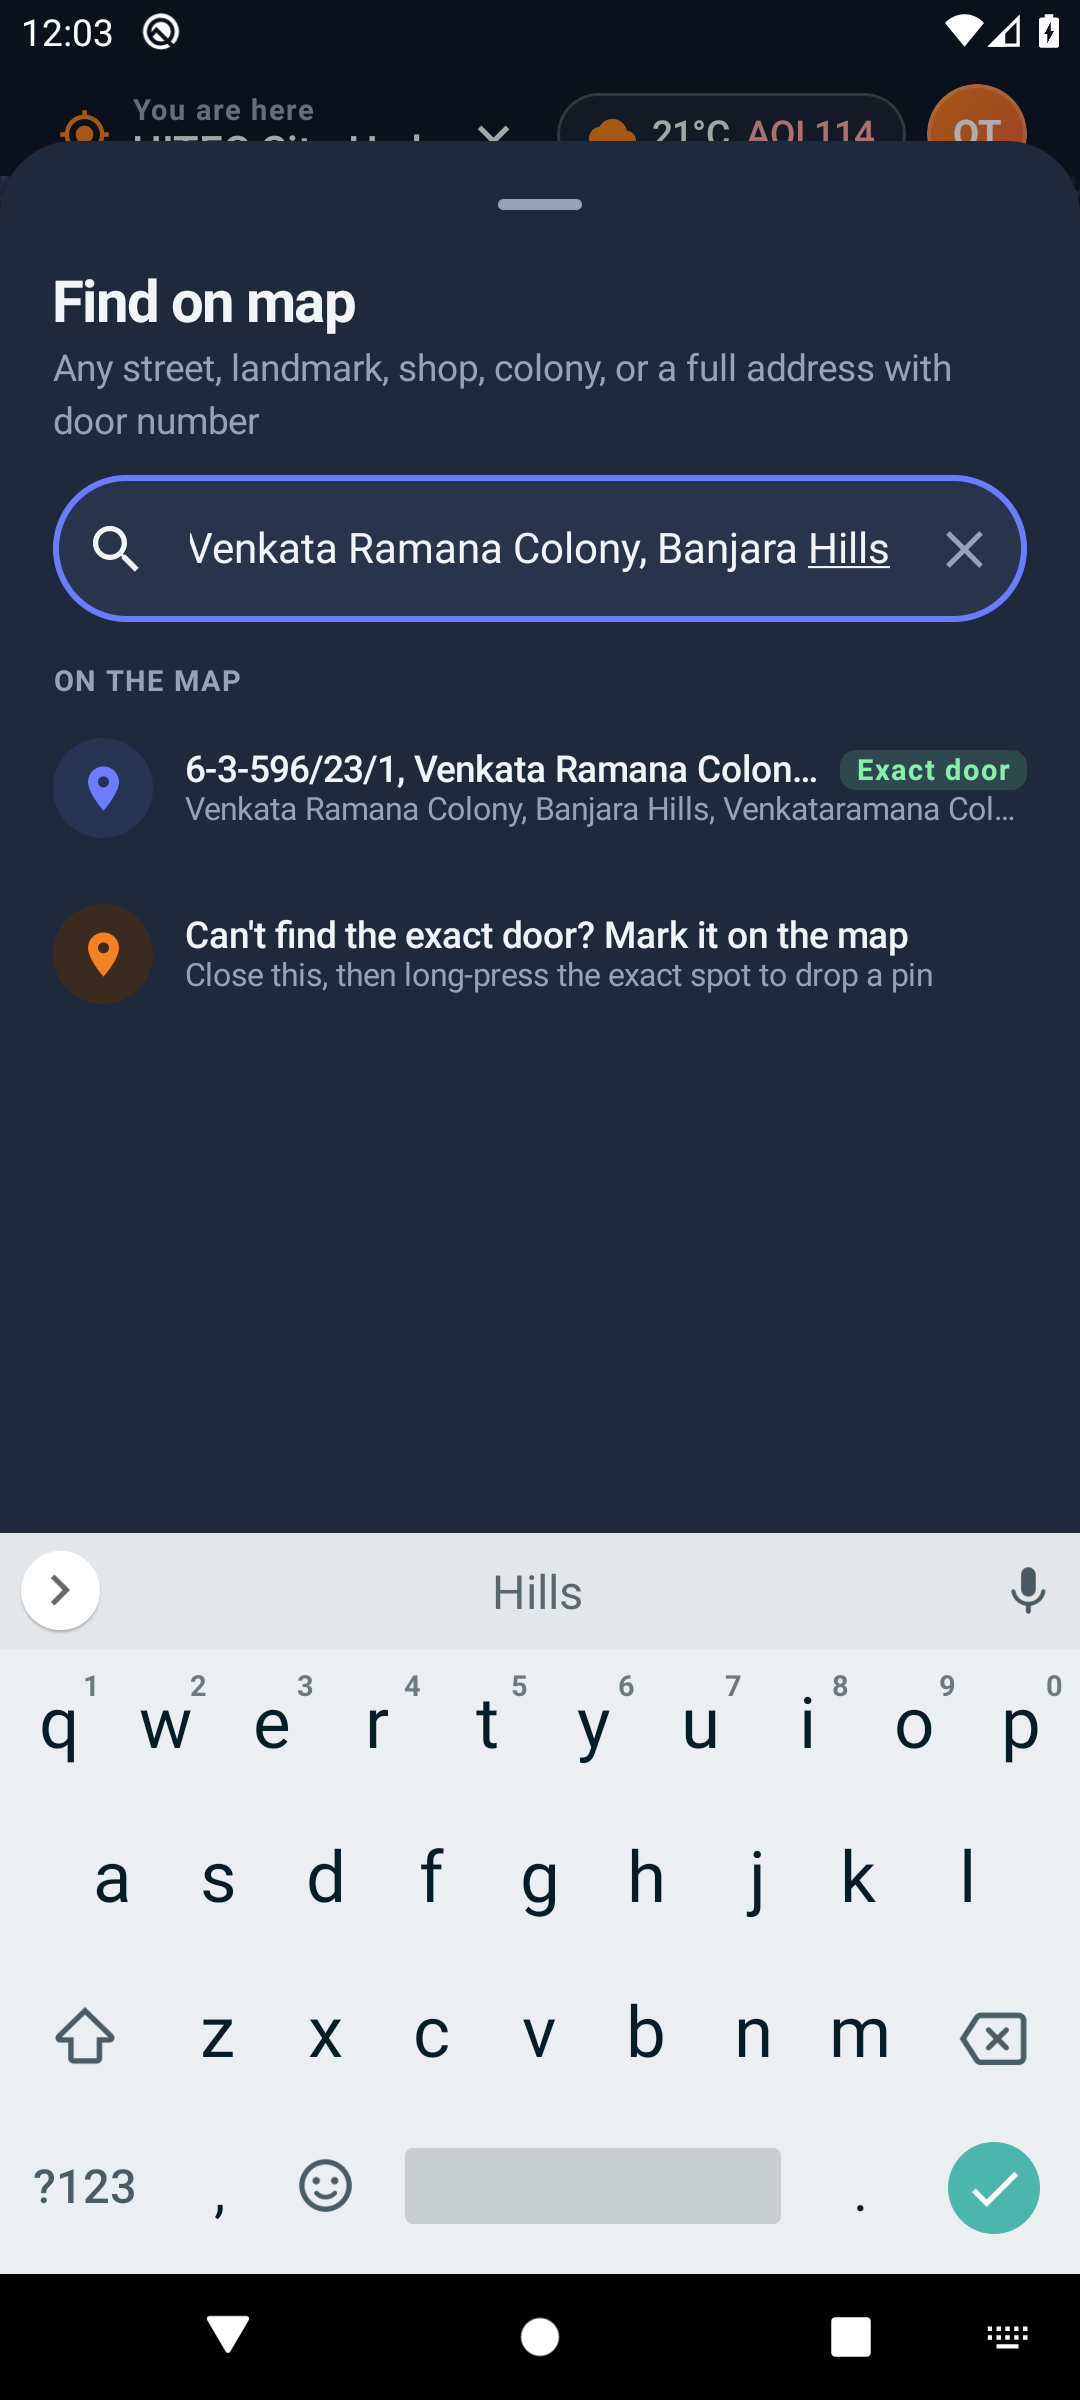 12:03
You are here
21°C AQI 114
OT
Find on map
Any street, landmark, shop, colony, or a full address with
door number
Venkata Ramana Colony, Banjara Hills
ON THE MAP
6-3-596/23/1, Venkata Ramana Colon... Exact door
Venkata Ramana Colony, Banjara Hills, Venkataramana Col...
Can't find the exact door? Mark it on the map
Close this, then long-press the exact spot to drop a pin
Hills
1 2 3 4 5 6 7 8 9 0
q w e r t y u i o p
a s d f g h j k l
z x c v b n m
?123 , .